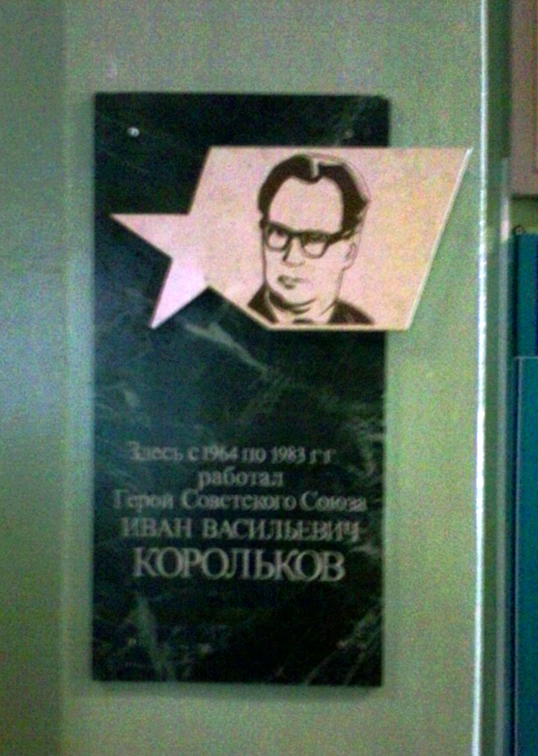 Здесь с 1964 по 1983 г г
работал
Герой Советского Союза
ИВАН ВАСИЛЬЕВИЧ
КОРОЛЬКОВ